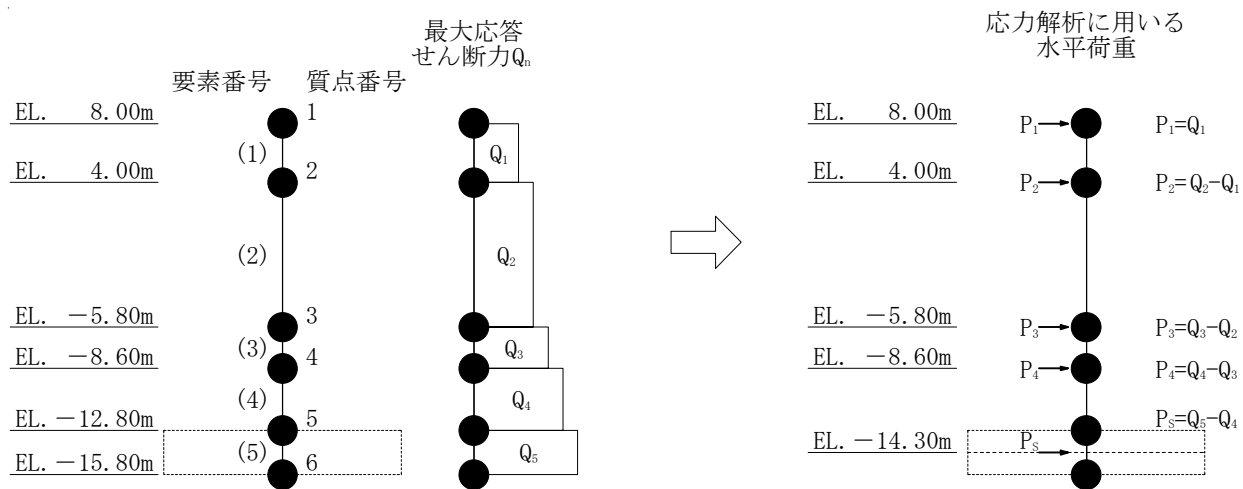 最大応答
せん断力Qn
要素番号 質点番号
EL. 8.00m 1
(1) Q1
EL. 4.00m 2
(2) Q2
EL. －5.80m 3
(3) Q3
EL. －8.60m 4
(4) Q4
EL. －12.80m 5
(5) Q5
EL. －15.80m 6
応力解析に用いる
水平荷重
EL. 8.00m P1 P1=Q1
EL. 4.00m P2 P2=Q2-Q1
EL. －5.80m P3 P3=Q3-Q2
EL. －8.60m P4 P4=Q4-Q3
PS=Q5-Q4
EL. －14.30m PS